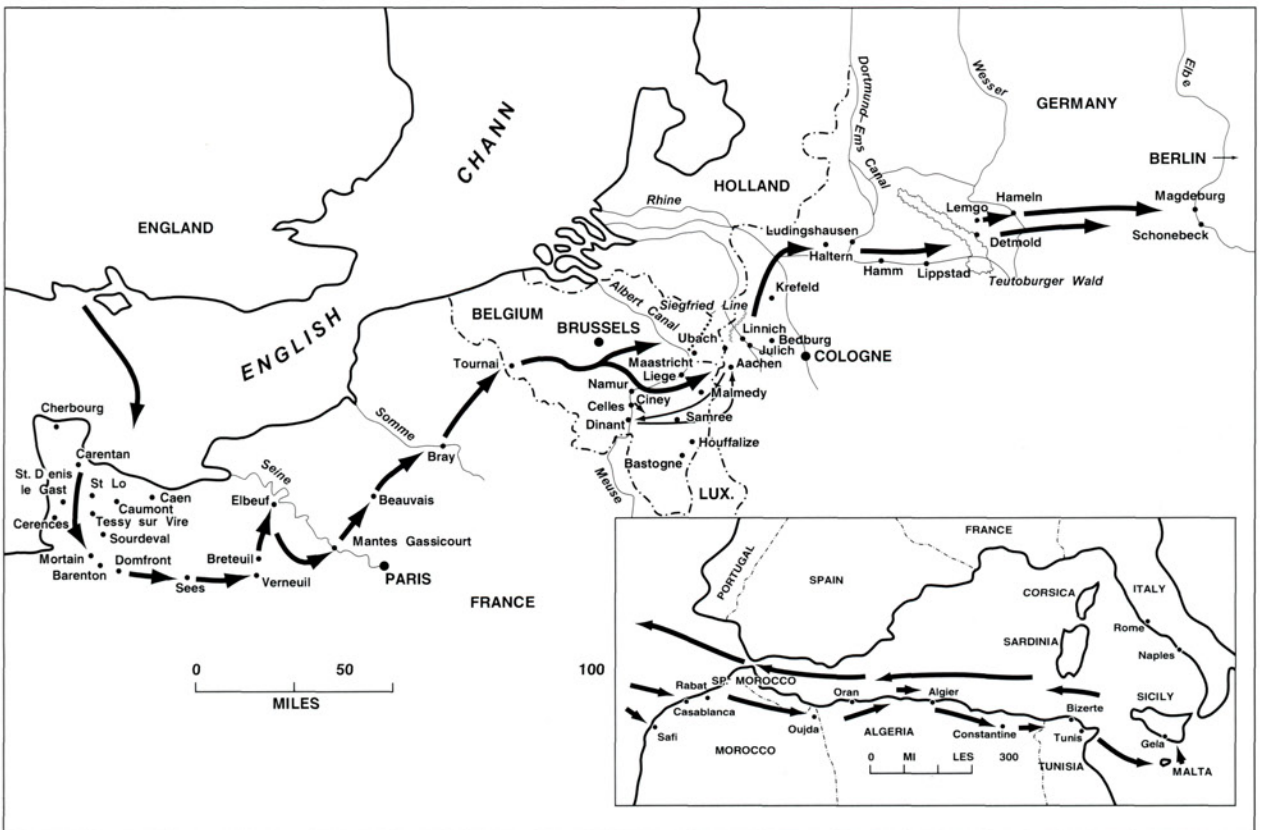 ENGLISH
CHANN
ENGLAND
HOLLAND
GERMANY
BERLIN
Elbe
Wesser
Dortmund-
Ems Canal
Rhine
Magdeburg
Schonebeck
Hameln
Lemgo
Detmold
Teutoburger Wald
Ludingshausen
Haltern
Hamm
Lippstad
Krefeld
Siegfried Line
Albert Canal
BELGIUM
BRUSSELS
Tournai
Ubach
Linnich
Bedburg
Julich
COLOGNE
Maastricht
Liege
Aachen
Namur
Ciney
Malmedy
Celles
Samree
Dinant
Houffalize
Bastogne
Meuse
LUX.
Somme
Bray
Seine
Beauvais
Elbeuf
Mantes Gassicourt
PARIS
FRANCE
Breteuil
Verneuil
Sees
Cherbourg
Carentan
St. Denis
le Gast
St Lo
Caen
Caumont
Cerences
Tessy sur Vire
Sourdeval
Mortain
Domfront
Barenton
0 50 100
MILES
FRANCE
PORTUGAL
SPAIN
CORSICA
ITALY
SARDINIA
Rome
Naples
SP. MOROCCO
Rabat
Casablanca
Safi
Oujda
MOROCCO
Oran
Algier
ALGERIA
Constantine
Bizerte
Tunis
TUNISIA
SICILY
Gela
MALTA
0 MI LES 300